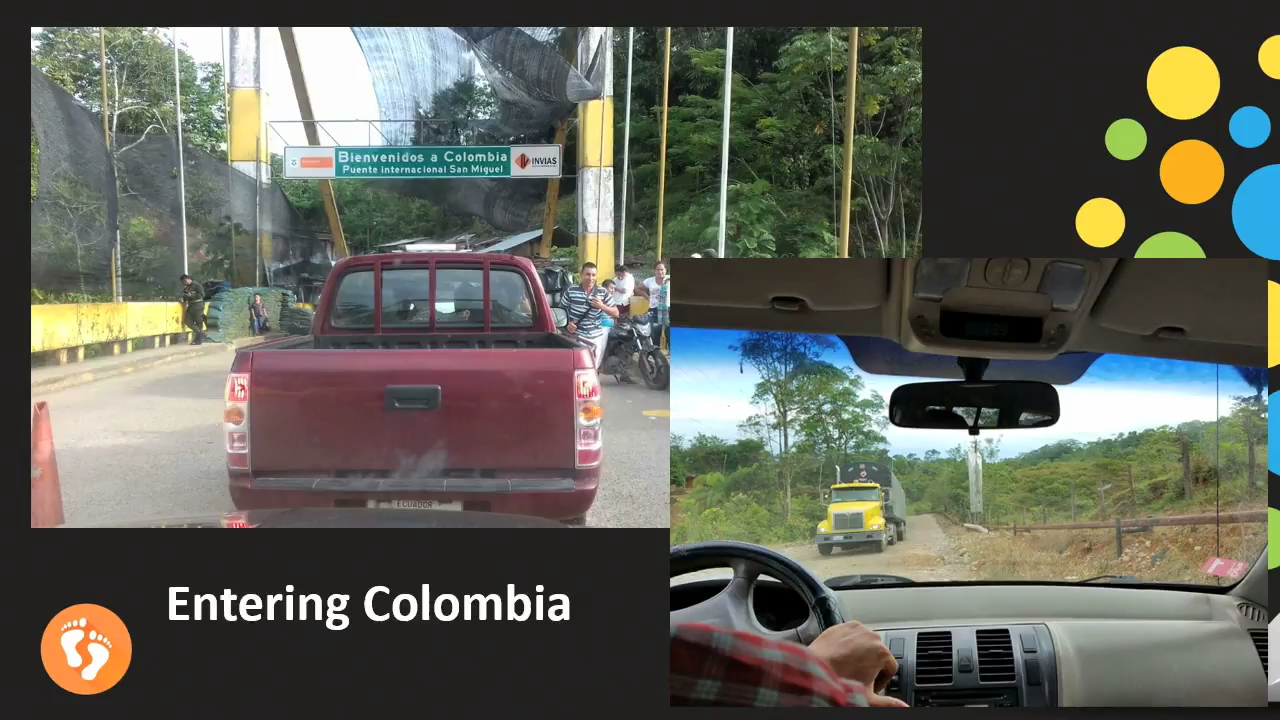 Bienvenidos a Colombia
Puente Internacional San Miguel
INVIAS
ECUADOR
Entering Colombia